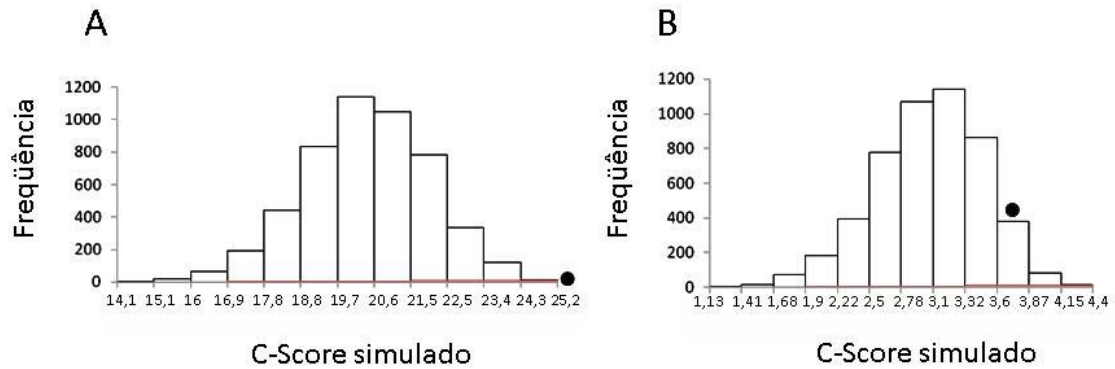 A
Freqüência
1200
1000
800
600
400
200
0
14,1 15,1 16 16,9 17,8 18,8 19,7 20,6 21,5 22,5 23,4 24,3 25,2
C-Score simulado
B
Freqüência
1200
1000
800
600
400
200
0
1,13 1,41 1,68 1,9 2,22 2,5 2,78 3,1 3,32 3,6 3,87 4,15 4,4
C-Score simulado